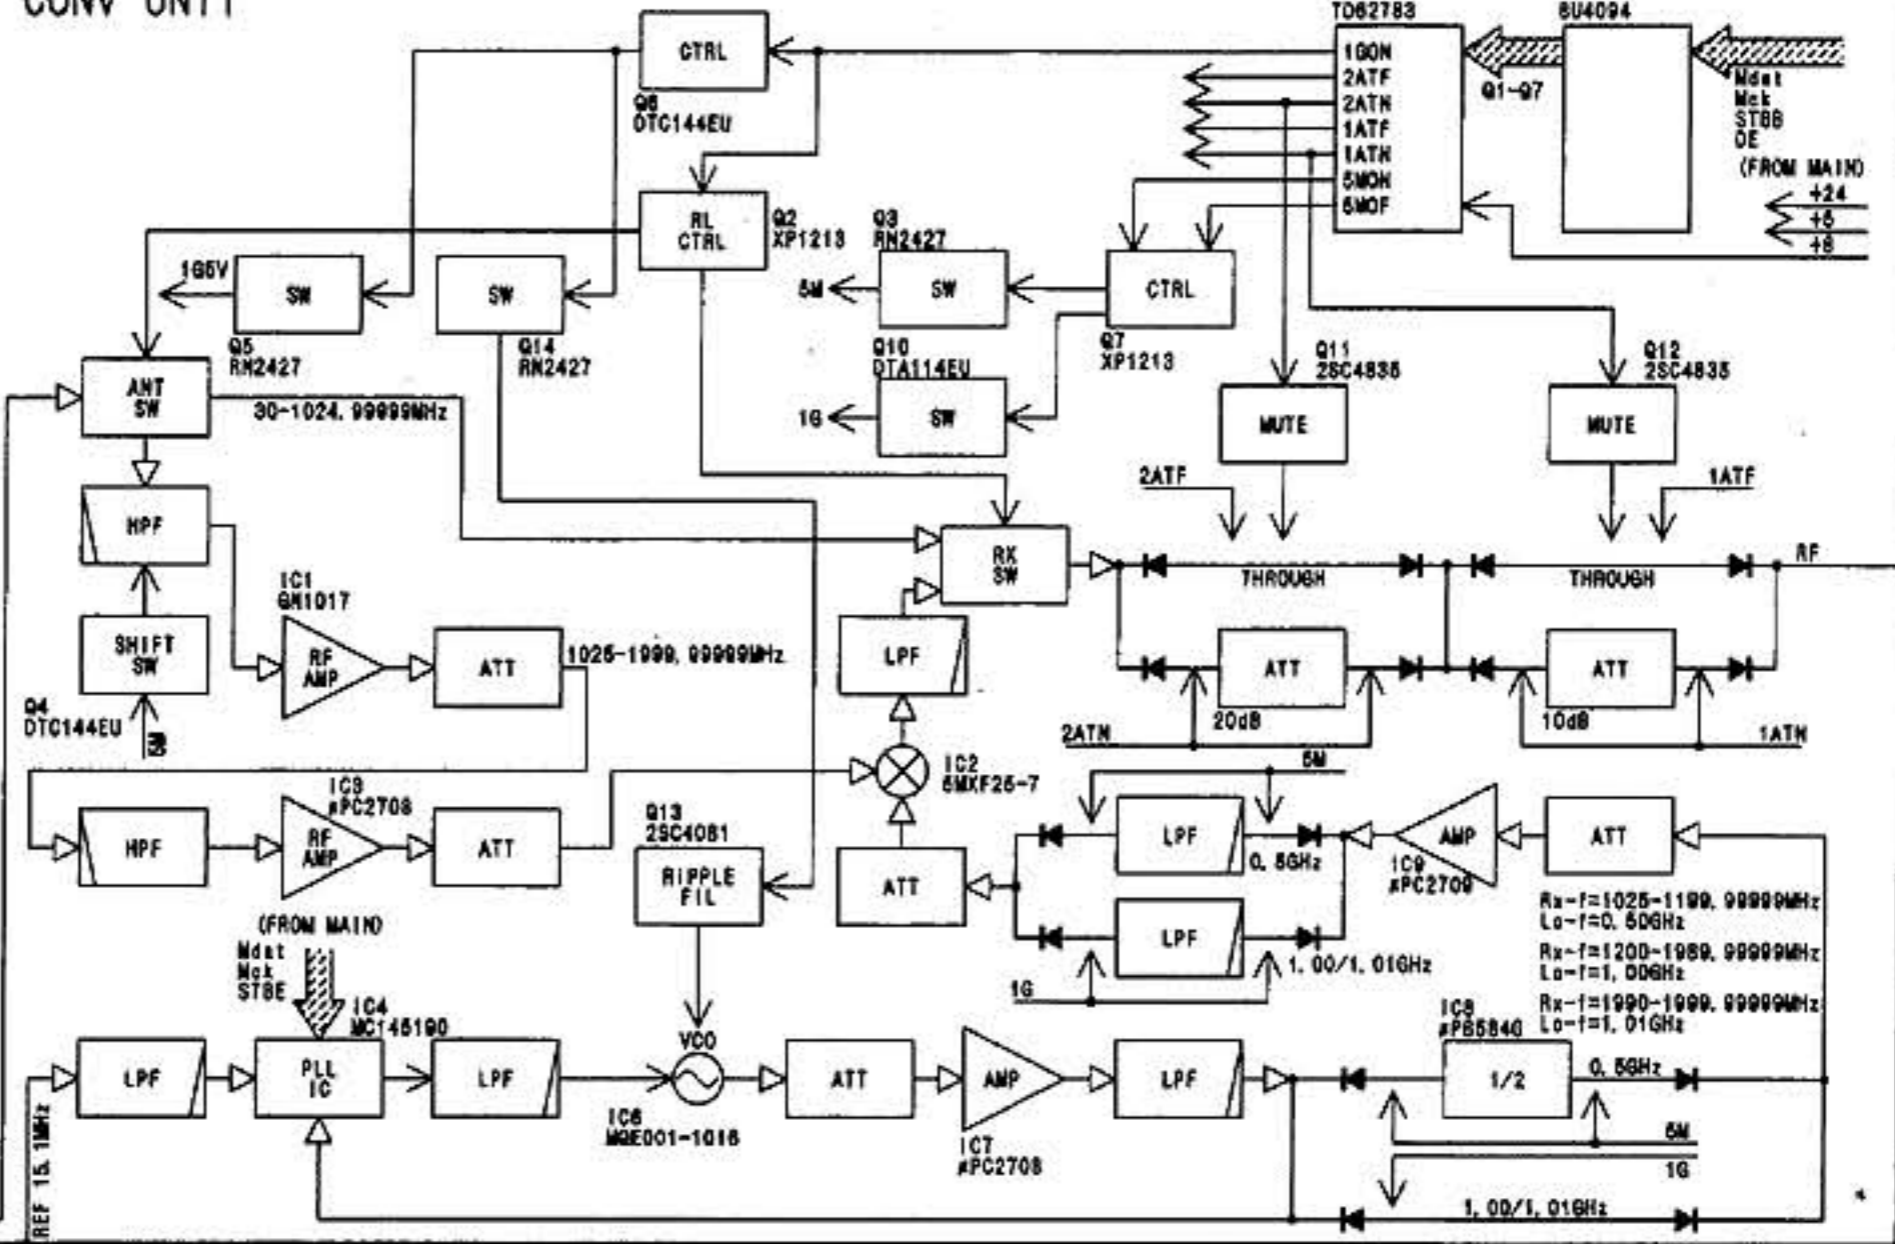 CONV UNIT
TD62783
BU4094
CTRL
Q6
DTC144EU
1GON
2ATF
2ATN
1ATF
1ATN
5MON
5MOF
Q1-Q7
Mdat
Mck
STBB
OE
(FROM MAIN)
+24
+5
+8
RL
CTRL
Q2
XP1213
Q3
RN2427
1G5V
SW
SW
5M
SW
CTRL
Q5
RN2427
Q14
RN2427
Q10
DTA114EU
Q7
XP1213
Q11
2SC4835
Q12
2SC4835
ANT
SW
30-1024.99999MHz
1G
SW
MUTE
MUTE
2ATF
1ATF
HPF
RX
SW
THROUGH
THROUGH
RF
IC1
GN1017
SHIFT
SW
RF
AMP
ATT
1025-1999.99999MHz
LPF
ATT
ATT
Q4
DTC144EU
5M
20dB
10dB
2ATN
1ATN
IC2
5MXF25-7
5M
IC3
μPC2708
HPF
RF
AMP
ATT
Q13
2SC4081
RIPPLE
FIL
ATT
LPF
0.5GHz
AMP
IC9
μPC2709
ATT
LPF
1.00/1.01GHz
1G
Rx-f=1025-1199.99999MHz
Lo-f=0.50GHz
Rx-f=1200-1989.99999MHz
Lo-f=1.00GHz
Rx-f=1990-1999.99999MHz
Lo-f=1.01GHz
(FROM MAIN)
Mdat
Mck
STBE
IC4
MC145190
VCO
IC8
μPB584G
LPF
PLL
IC
LPF
ATT
AMP
LPF
1/2
0.5GHz
IC6
MQE001-1016
IC7
μPC2708
5M
1G
REF 15.1MHz
1.00/1.01GHz